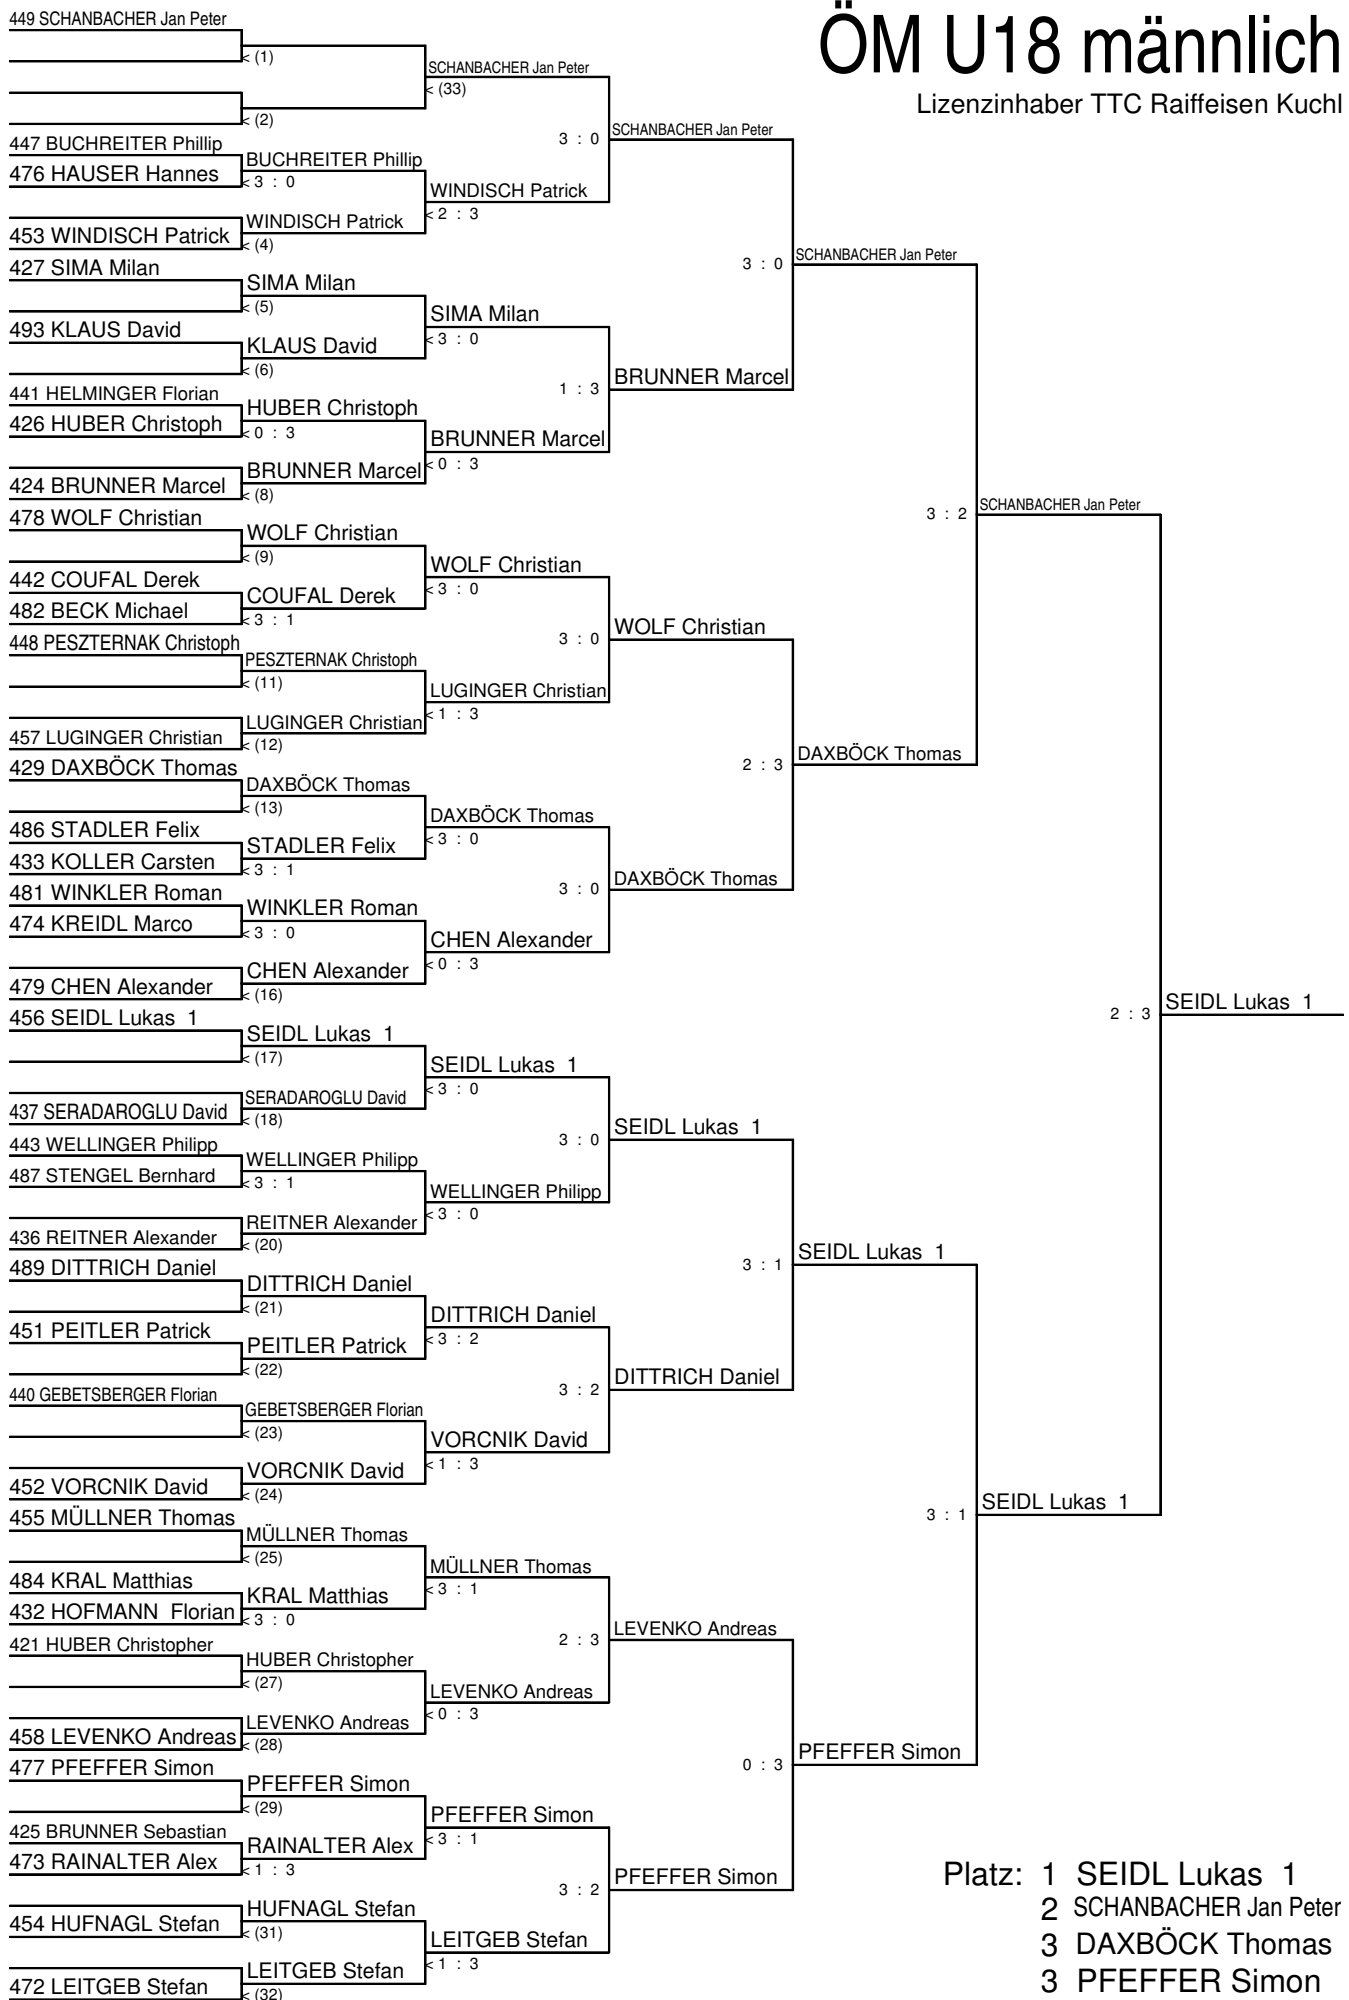 ÖM U18 männlich
Lizenzinhaber TTC Raiffeisen Kuchl
449 SCHANBACHER Jan Peter
< (1)
< (2)
447 BUCHREITER Phillip
476 HAUSER Hannes
453 WINDISCH Patrick
427 SIMA Milan
493 KLAUS David
441 HELMINGER Florian
426 HUBER Christoph
424 BRUNNER Marcel
478 WOLF Christian
442 COUFAL Derek
482 BECK Michael
448 PESZTERNAK Christoph
457 LUGINGER Christian
429 DAXBÖCK Thomas
486 STADLER Felix
433 KOLLER Carsten
481 WINKLER Roman
474 KREIDL Marco
479 CHEN Alexander
456 SEIDL Lukas 1
437 SERADAROGLU David
443 WELLINGER Philipp
487 STENGEL Bernhard
436 REITNER Alexander
489 DITTRICH Daniel
451 PEITLER Patrick
440 GEBETSBERGER Florian
452 VORCNIK David
455 MÜLLNER Thomas
484 KRAL Matthias
432 HOFMANN Florian
421 HUBER Christopher
458 LEVENKO Andreas
477 PFEFFER Simon
425 BRUNNER Sebastian
473 RAINALTER Alex
454 HUFNAGL Stefan
472 LEITGEB Stefan
BUCHREITER Phillip
< 3 : 0
WINDISCH Patrick
< (4)
SIMA Milan
< (5)
KLAUS David
< (6)
HUBER Christoph
< 0 : 3
BRUNNER Marcel
< (8)
WOLF Christian
< (9)
COUFAL Derek
< 3 : 1
PESZTERNAK Christoph
< (11)
LUGINGER Christian
< (12)
DAXBÖCK Thomas
< (13)
STADLER Felix
< 3 : 1
WINKLER Roman
< 3 : 0
CHEN Alexander
< (16)
SEIDL Lukas 1
< (17)
SERADAROGLU David
< (18)
WELLINGER Philipp
< 3 : 1
REITNER Alexander
< (20)
DITTRICH Daniel
< (21)
PEITLER Patrick
< (22)
GEBETSBERGER Florian
< (23)
VORCNIK David
< (24)
MÜLLNER Thomas
< (25)
KRAL Matthias
< 3 : 0
HUBER Christopher
< (27)
LEVENKO Andreas
< (28)
PFEFFER Simon
< (29)
RAINALTER Alex
< 1 : 3
HUFNAGL Stefan
< (31)
LEITGEB Stefan
< (32)
SCHANBACHER Jan Peter
< (33)
WINDISCH Patrick
< 2 : 3
SIMA Milan
< 3 : 0
BRUNNER Marcel
< 0 : 3
WOLF Christian
< 3 : 0
LUGINGER Christian
< 1 : 3
DAXBÖCK Thomas
< 3 : 0
CHEN Alexander
< 0 : 3
SEIDL Lukas 1
< 3 : 0
WELLINGER Philipp
< 3 : 0
DITTRICH Daniel
< 3 : 2
VORCNIK David
< 1 : 3
MÜLLNER Thomas
< 3 : 1
LEVENKO Andreas
< 0 : 3
PFEFFER Simon
< 3 : 1
LEITGEB Stefan
< 1 : 3
3 : 0 SCHANBACHER Jan Peter
1 : 3 BRUNNER Marcel
3 : 0 WOLF Christian
3 : 0 DAXBÖCK Thomas
3 : 0 SEIDL Lukas 1
3 : 2 DITTRICH Daniel
2 : 3 LEVENKO Andreas
3 : 2 PFEFFER Simon
3 : 0 SCHANBACHER Jan Peter
2 : 3 DAXBÖCK Thomas
3 : 1 SEIDL Lukas 1
0 : 3 PFEFFER Simon
3 : 2 SCHANBACHER Jan Peter
3 : 1 SEIDL Lukas 1
2 : 3 SEIDL Lukas 1
Platz: 1 SEIDL Lukas 1
2 SCHANBACHER Jan Peter
3 DAXBÖCK Thomas
3 PFEFFER Simon